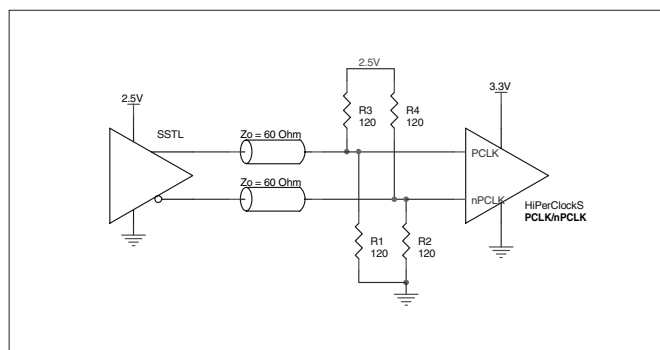 2.5V
2.5V
3.3V
R3
120
R4
120
SSTL
Zo = 60 Ohm
PCLK
Zo = 60 Ohm
nPCLK
HiPerClockS
PCLK/nPCLK
R1
120
R2
120